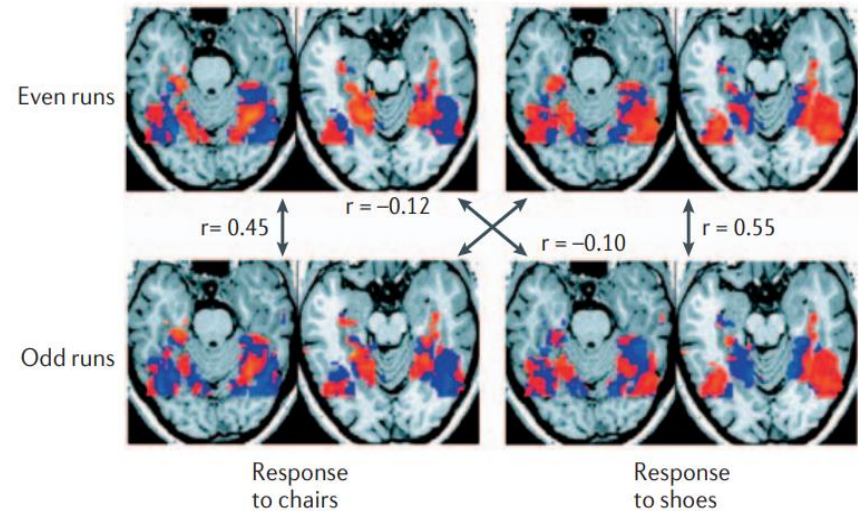 Even runs
r = –0.12
r= 0.45
r = –0.10
r = 0.55
Odd runs
Response
to chairs
Response
to shoes